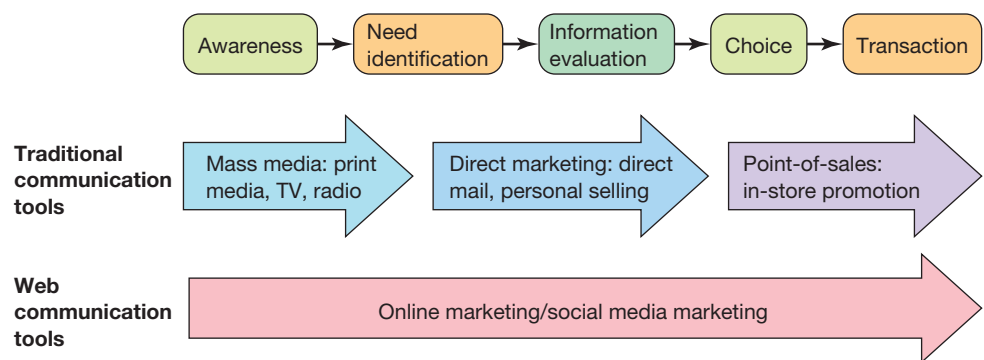 Awareness
Need
identification
Information
evaluation
Choice
Transaction
Traditional
communication
tools
Mass media: print
media, TV, radio
Direct marketing: direct
mail, personal selling
Point-of-sales:
in-store promotion
Web
communication
tools
Online marketing/social media marketing